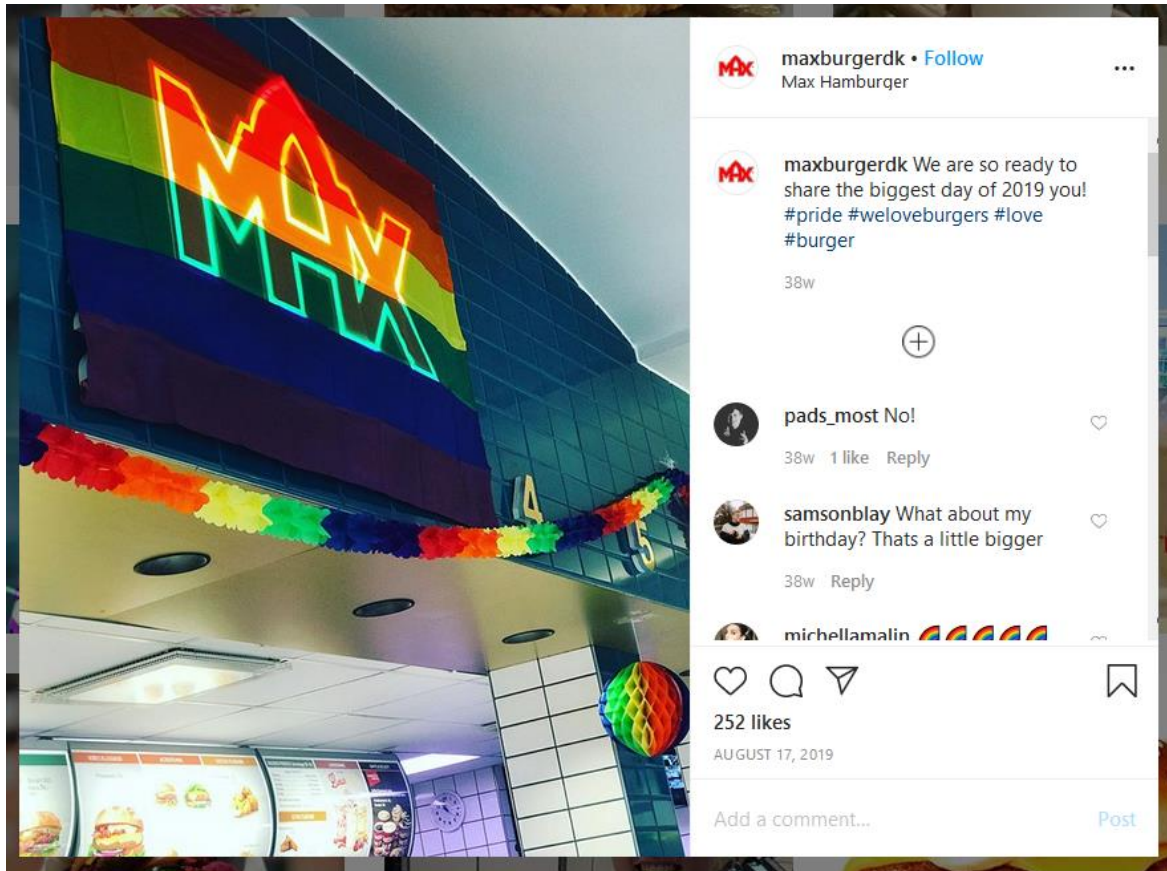 MAX
4
5
MAX
maxburgerdk • Follow
Max Hamburger
MAX
maxburgerdk We are so ready to
share the biggest day of 2019 you!
#pride #weloveburgers #love
#burger
38w
pads_most No!
38w 1 like Reply
samsonblay What about my
birthday? Thats a little bigger
38w Reply
michellamalin 🌈🌈🌈🌈🌈
252 likes
AUGUST 17, 2019
Add a comment...
Post